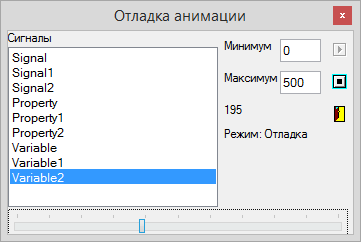 Отладка анимации
x
Сигналы
Signal
Signal1
Signal2
Property
Property1
Property2
Variable
Variable1
Variable2
Минимум 0
Максимум 500
195
Режим: Отладка